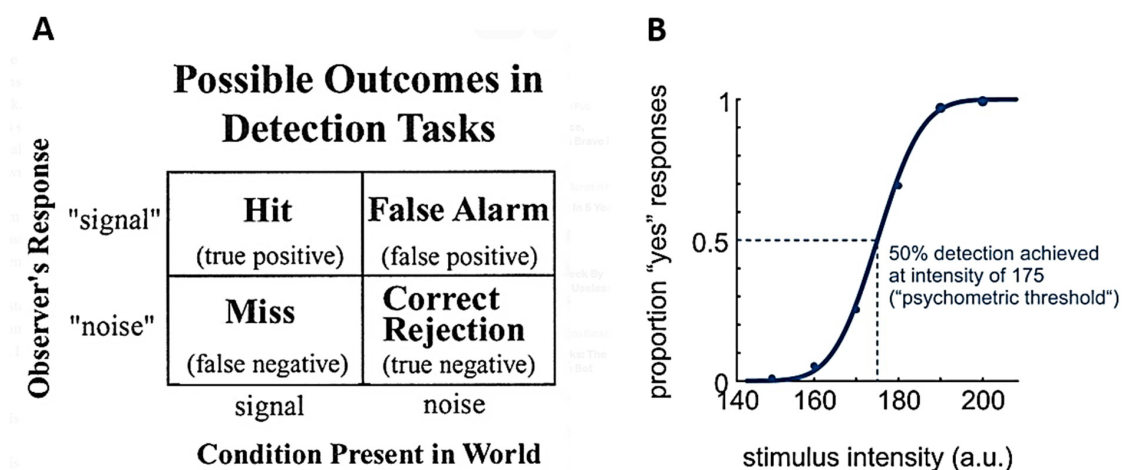 A
Possible Outcomes in
Detection Tasks
Observer's Response
"signal"
Hit
(true positive)
False Alarm
(false positive)
"noise"
Miss
(false negative)
Correct
Rejection
(true negative)
signal
noise
Condition Present in World
B
proportion “yes” responses
1
0.5
0
50% detection achieved
at intensity of 175
(“psychometric threshold“)
140 160 180 200
stimulus intensity (a.u.)